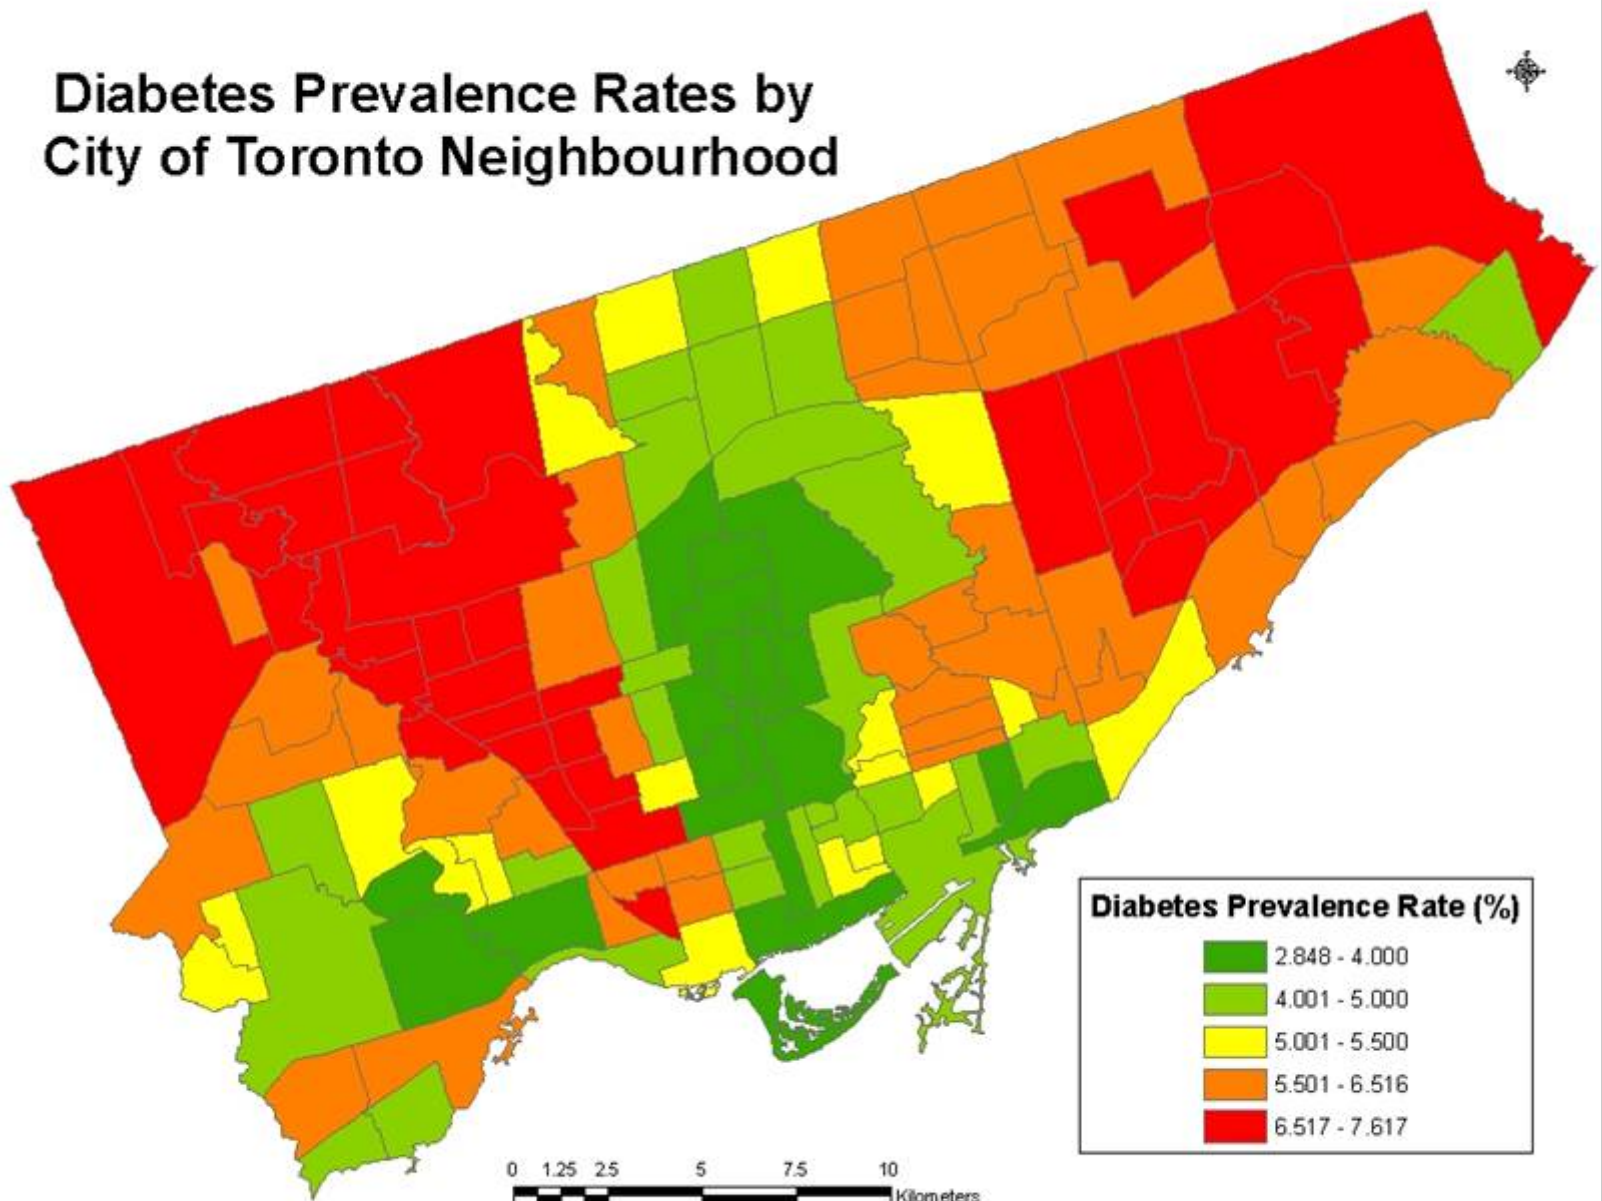 Diabetes Prevalence Rates by
City of Toronto Neighbourhood
Diabetes Prevalence Rate (%)
2.848 - 4.000
4.001 - 5.000
5.001 - 5.500
5.501 - 6.516
6.517 - 7.617
0 1.25 2.5 5 7.5 10
Kilometers